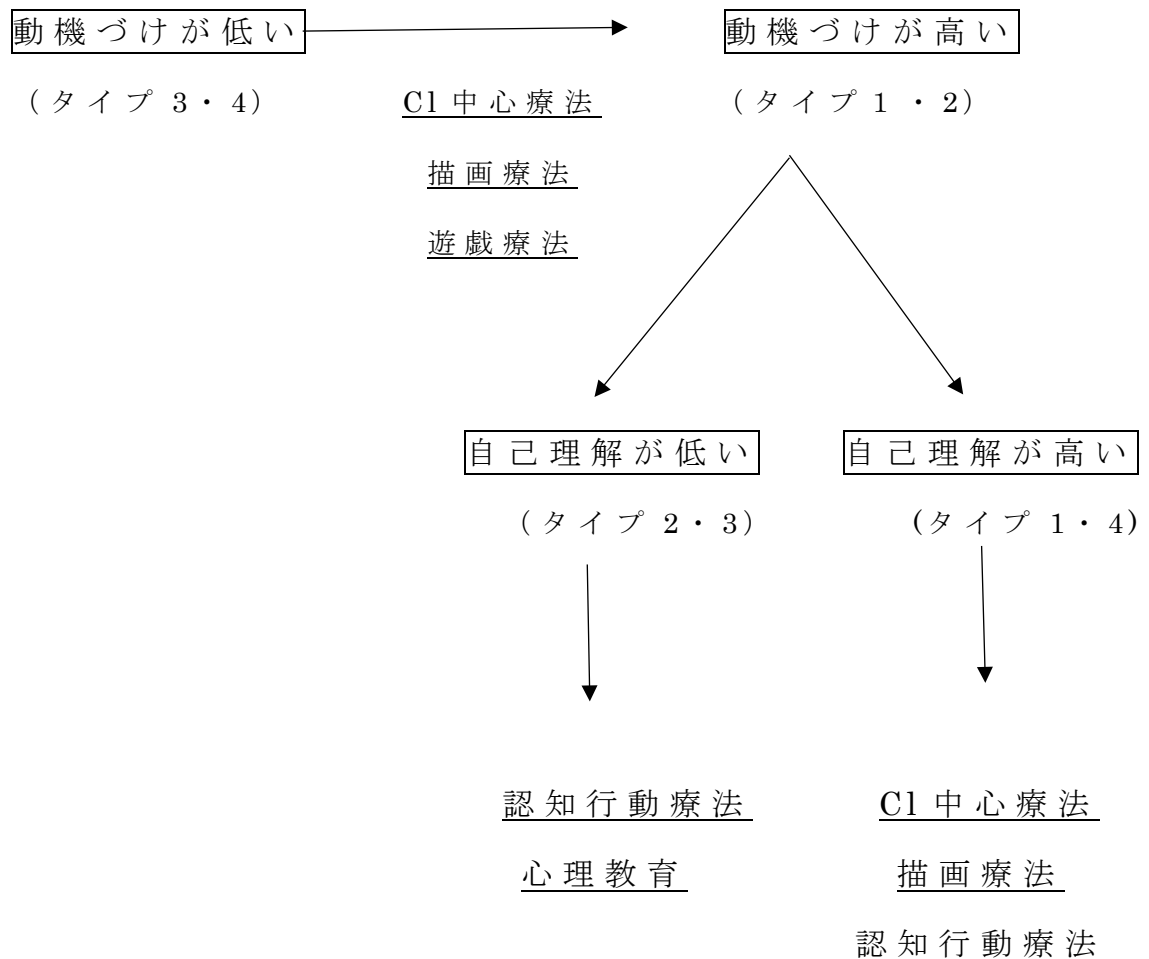 動機づけが低い 動機づけが高い
（タイプ 3・4） Cl 中心療法 （タイプ 1・2）
描画療法
遊戯療法
自己理解が低い 自己理解が高い
（タイプ 2・3） (タイプ 1・4)
認知行動療法 Cl 中心療法
心理教育 描画療法
認知行動療法